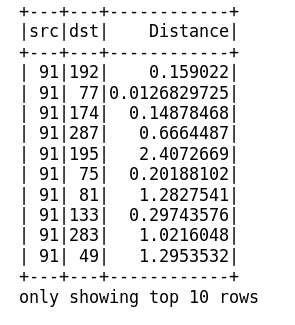 +---+---+------------+
|src|dst|    Distance|
+---+---+------------+
| 91|192|    0.159022|
| 91| 77|0.0126829725|
| 91|174|  0.14878468|
| 91|287|   0.6664487|
| 91|195|   2.4072669|
| 91| 75|  0.20188102|
| 91| 81|   1.2827541|
| 91|133|  0.29743576|
| 91|283|   1.0216048|
| 91| 49|   1.2953532|
+---+---+------------+
only showing top 10 rows